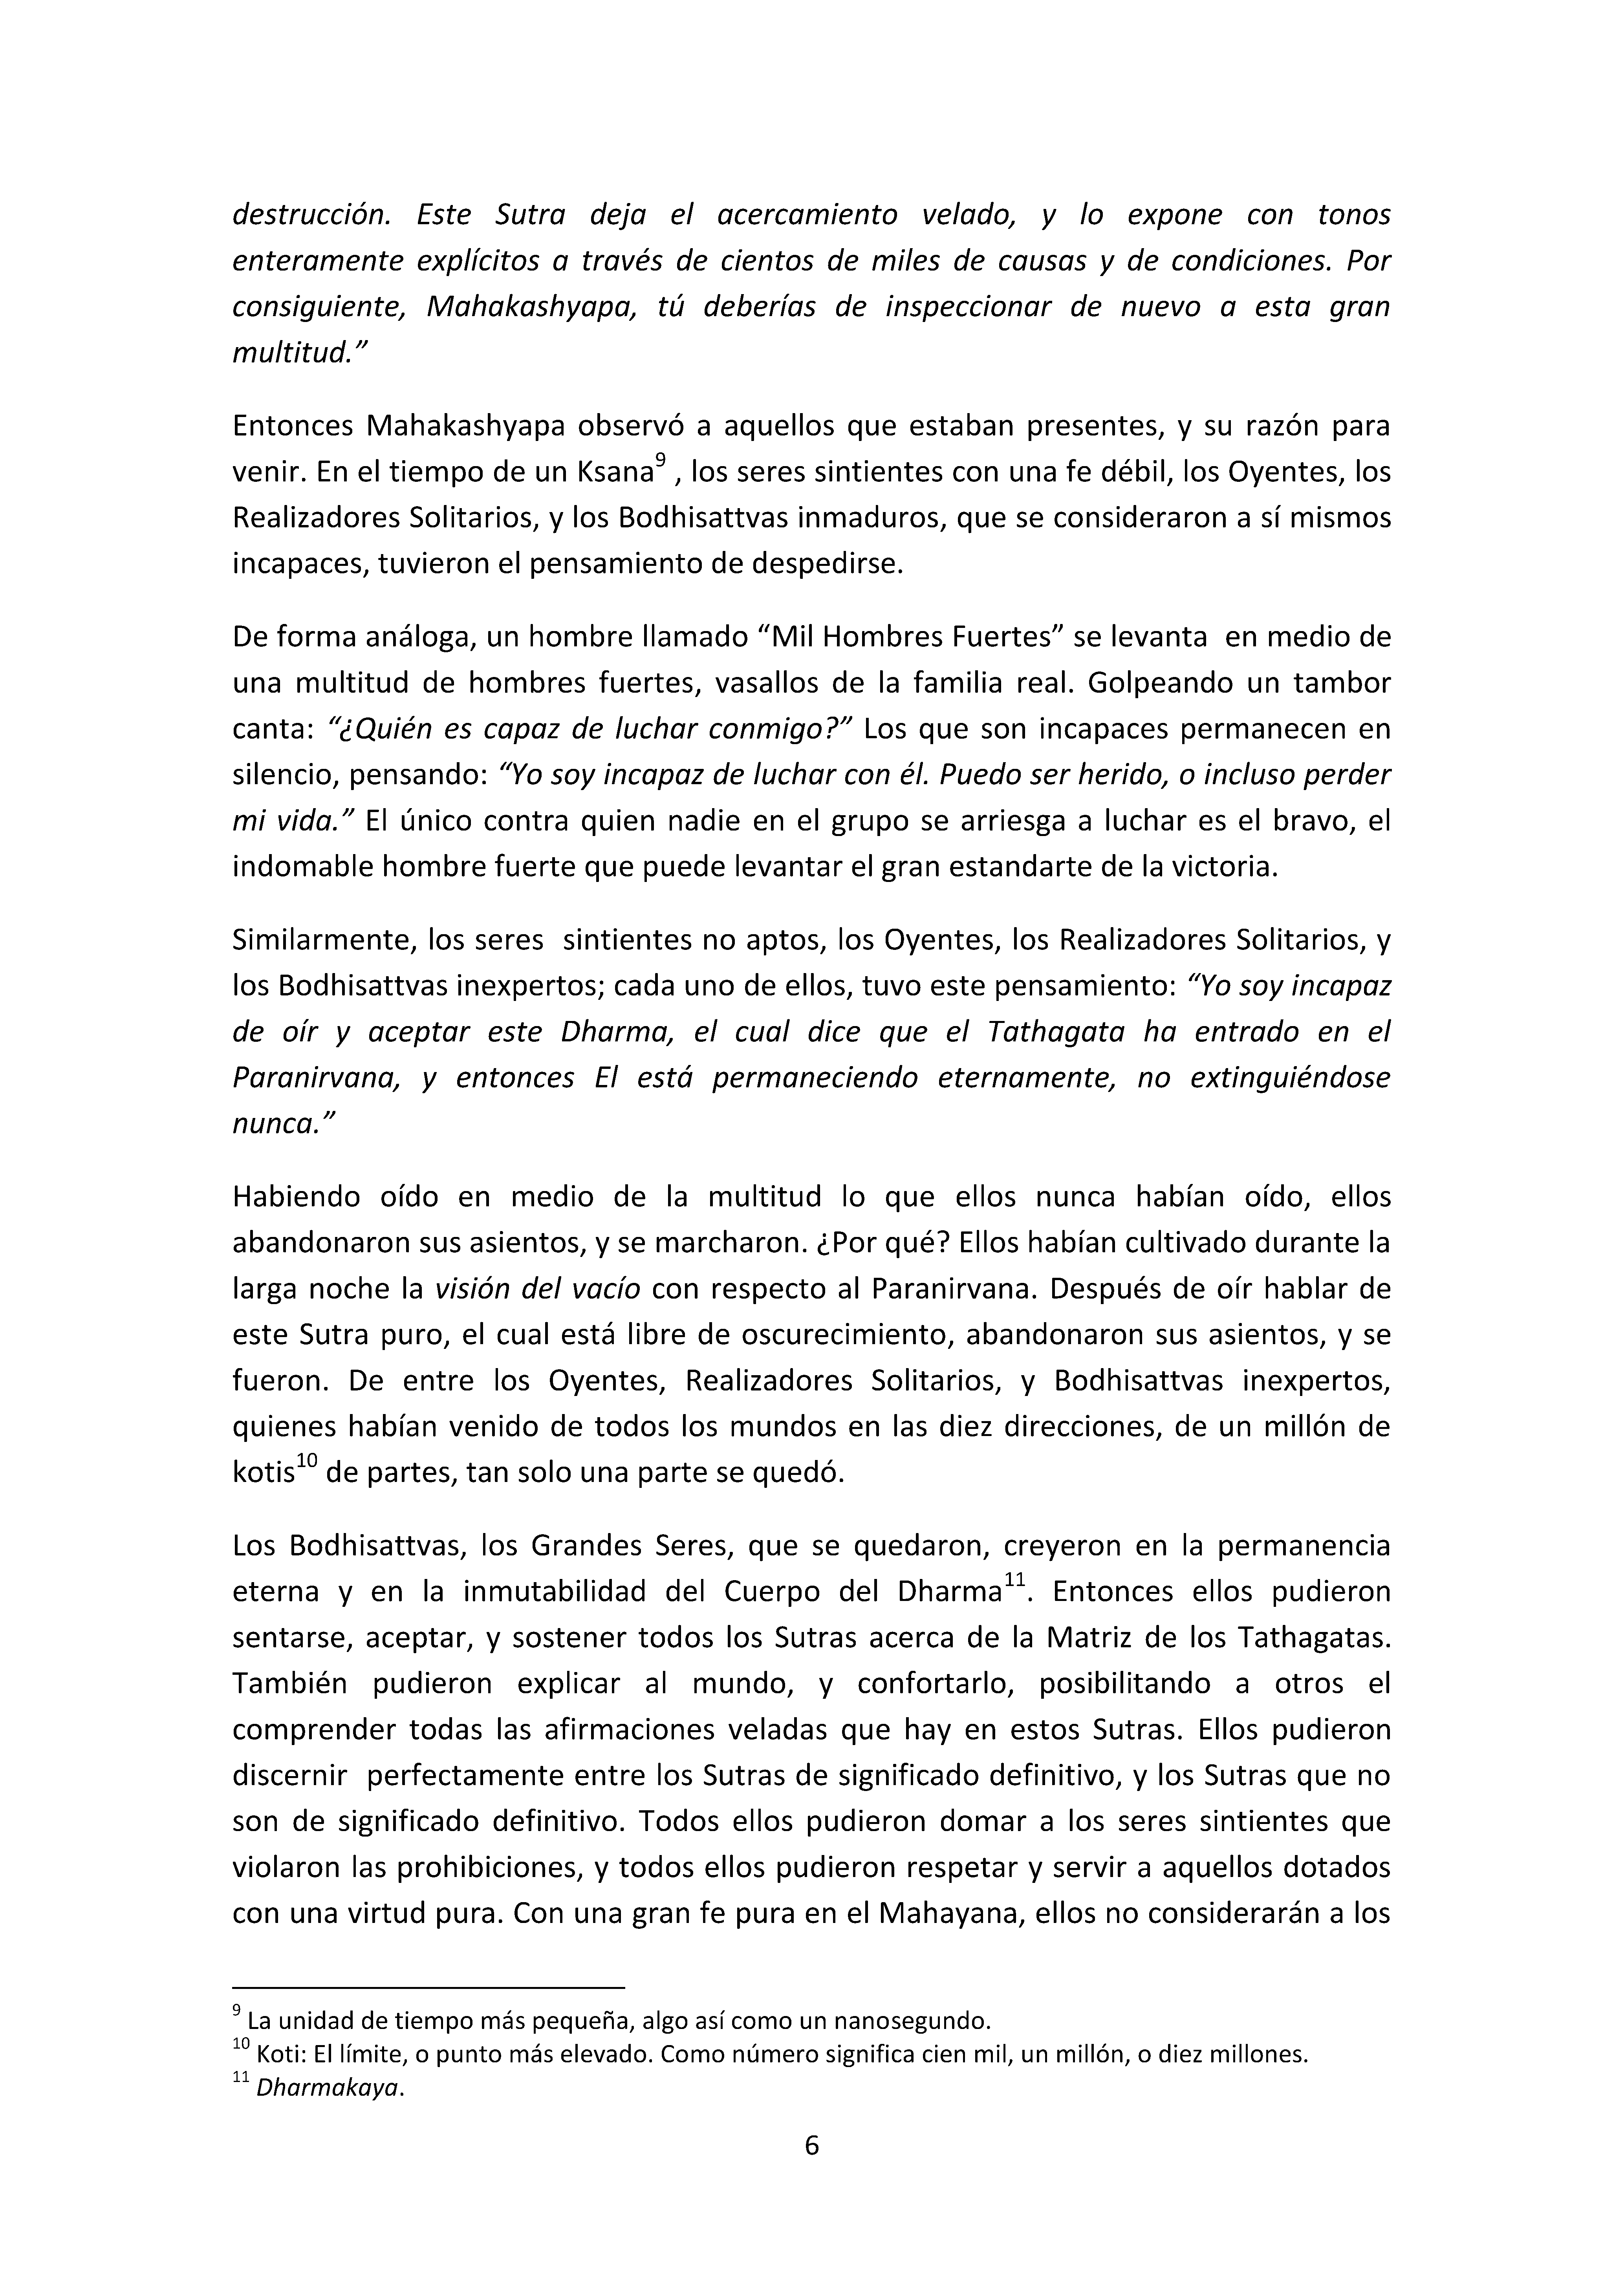 destrucción. Este Sutra deja el acercamiento velado, y lo expone con tonos
enteramente explícitos a través de cientos de miles de causas y de condiciones. Por
consiguiente, Mahakashyapa, tú deberías de inspeccionar de nuevo a esta gran
multitud.”
Entonces Mahakashyapa observó a aquellos que estaban presentes, y su razón para
venir. En el tiempo de un Ksana9 , los seres sintientes con una fe débil, los Oyentes, los
Realizadores Solitarios, y los Bodhisattvas inmaduros, que se consideraron a sí mismos
incapaces, tuvieron el pensamiento de despedirse.
De forma análoga, un hombre llamado “Mil Hombres Fuertes” se levanta en medio de
una multitud de hombres fuertes, vasallos de la familia real. Golpeando un tambor
canta: “¿Quién es capaz de luchar conmigo?” Los que son incapaces permanecen en
silencio, pensando: “Yo soy incapaz de luchar con él. Puedo ser herido, o incluso perder
mi vida.” El único contra quien nadie en el grupo se arriesga a luchar es el bravo, el
indomable hombre fuerte que puede levantar el gran estandarte de la victoria.
Similarmente, los seres sintientes no aptos, los Oyentes, los Realizadores Solitarios, y
los Bodhisattvas inexpertos; cada uno de ellos, tuvo este pensamiento: “Yo soy incapaz
de oír y aceptar este Dharma, el cual dice que el Tathagata ha entrado en el
Paranirvana, y entonces El está permaneciendo eternamente, no extinguiéndose
nunca.”
Habiendo oído en medio de la multitud lo que ellos nunca habían oído, ellos
abandonaron sus asientos, y se marcharon. ¿Por qué? Ellos habían cultivado durante la
larga noche la visión del vacío con respecto al Paranirvana. Después de oír hablar de
este Sutra puro, el cual está libre de oscurecimiento, abandonaron sus asientos, y se
fueron. De entre los Oyentes, Realizadores Solitarios, y Bodhisattvas inexpertos,
quienes habían venido de todos los mundos en las diez direcciones, de un millón de
kotis10 de partes, tan solo una parte se quedó.
Los Bodhisattvas, los Grandes Seres, que se quedaron, creyeron en la permanencia
eterna y en la inmutabilidad del Cuerpo del Dharma11. Entonces ellos pudieron
sentarse, aceptar, y sostener todos los Sutras acerca de la Matriz de los Tathagatas.
También pudieron explicar al mundo, y confortarlo, posibilitando a otros el
comprender todas las afirmaciones veladas que hay en estos Sutras. Ellos pudieron
discernir perfectamente entre los Sutras de significado definitivo, y los Sutras que no
son de significado definitivo. Todos ellos pudieron domar a los seres sintientes que
violaron las prohibiciones, y todos ellos pudieron respetar y servir a aquellos dotados
con una virtud pura. Con una gran fe pura en el Mahayana, ellos no considerarán a los
9 La unidad de tiempo más pequeña, algo así como un nanosegundo.
10 Koti: El límite, o punto más elevado. Como número significa cien mil, un millón, o diez millones.
11 Dharmakaya.
6